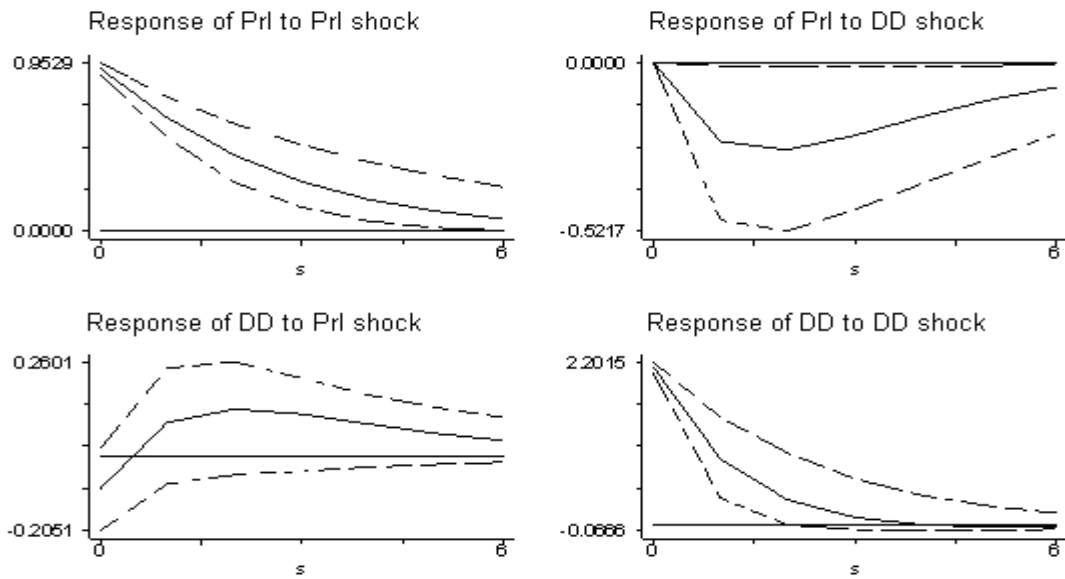 Response of Prl to Prl shock
0.9529
0.0000
0
6
s
Response of Prl to DD shock
0.0000
-0.5217
0
6
s
Response of DD to Prl shock
0.2601
-0.2051
0
6
s
Response of DD to DD shock
2.2015
-0.0666
0
6
s